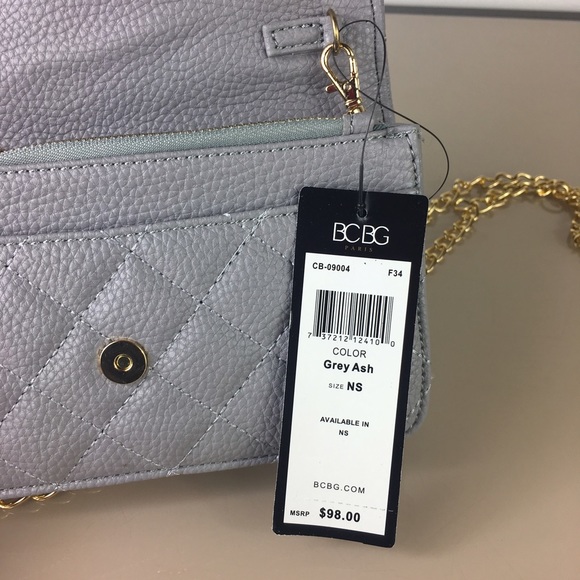 BCBG
PARIS
CB-09004 F34
7 37212 12410 0
COLOR
Grey Ash
SIZE NS
AVAILABLE IN
NS
BCBG.COM
MSRP $98.00